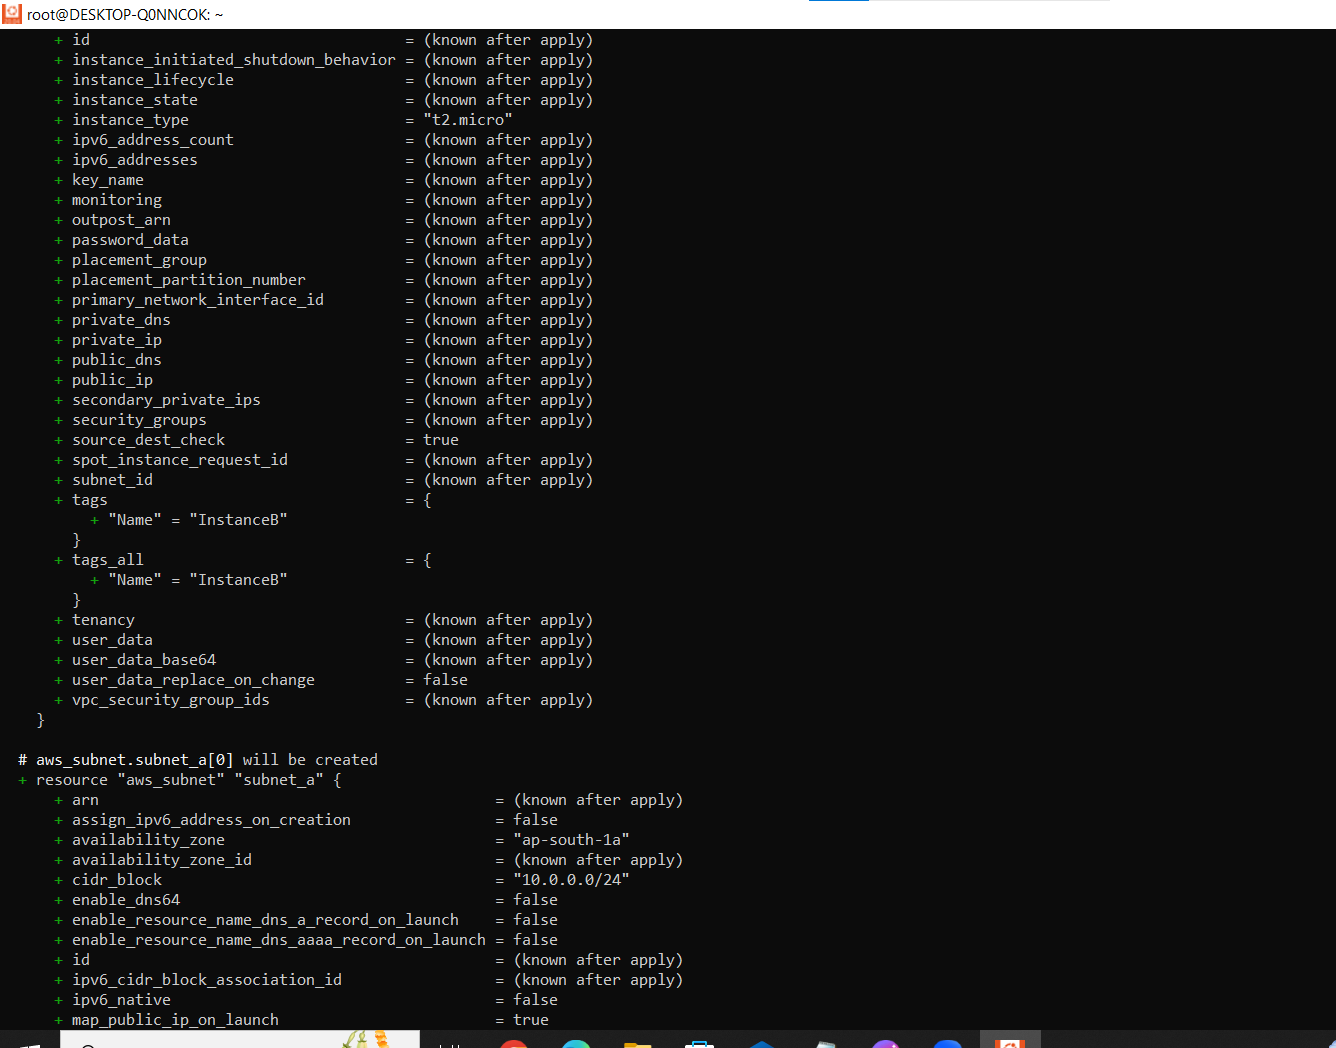 root@DESKTOP-Q0NNCOK: ~
+ id = (known after apply)
+ instance_initiated_shutdown_behavior = (known after apply)
+ instance_lifecycle = (known after apply)
+ instance_state = (known after apply)
+ instance_type = "t2.micro"
+ ipv6_address_count = (known after apply)
+ ipv6_addresses = (known after apply)
+ key_name = (known after apply)
+ monitoring = (known after apply)
+ outpost_arn = (known after apply)
+ password_data = (known after apply)
+ placement_group = (known after apply)
+ placement_partition_number = (known after apply)
+ primary_network_interface_id = (known after apply)
+ private_dns = (known after apply)
+ private_ip = (known after apply)
+ public_dns = (known after apply)
+ public_ip = (known after apply)
+ secondary_private_ips = (known after apply)
+ security_groups = (known after apply)
+ source_dest_check = true
+ spot_instance_request_id = (known after apply)
+ subnet_id = (known after apply)
+ tags = {
+ "Name" = "InstanceB"
}
+ tags_all = {
+ "Name" = "InstanceB"
}
+ tenancy = (known after apply)
+ user_data = (known after apply)
+ user_data_base64 = (known after apply)
+ user_data_replace_on_change = false
+ vpc_security_group_ids = (known after apply)
}
# aws_subnet.subnet_a[0] will be created
+ resource "aws_subnet" "subnet_a" {
+ arn = (known after apply)
+ assign_ipv6_address_on_creation = false
+ availability_zone = "ap-south-1a"
+ availability_zone_id = (known after apply)
+ cidr_block = "10.0.0.0/24"
+ enable_dns64 = false
+ enable_resource_name_dns_a_record_on_launch = false
+ enable_resource_name_dns_aaaa_record_on_launch = false
+ id = (known after apply)
+ ipv6_cidr_block_association_id = (known after apply)
+ ipv6_native = false
+ map_public_ip_on_launch = true